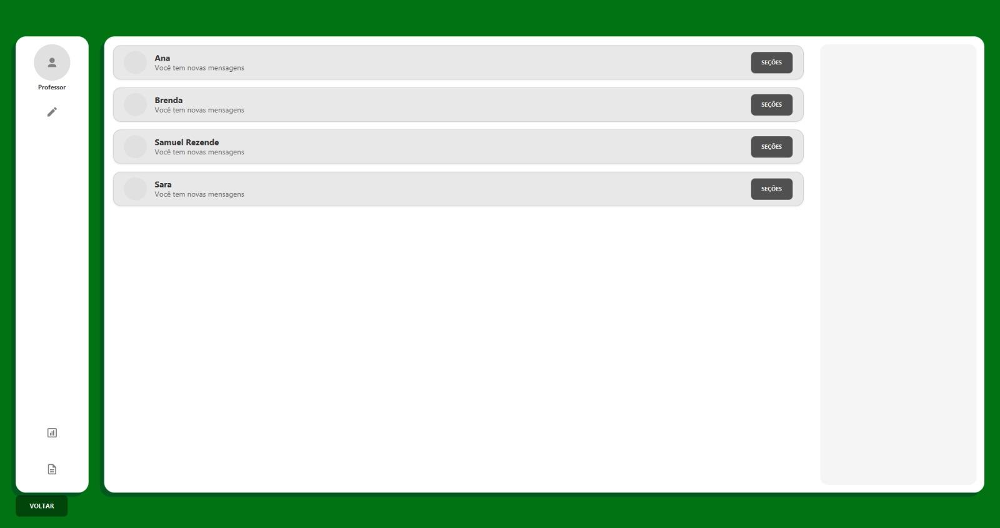 Professor
Ana
Você tem novas mensagens
SEÇÕES
Brenda
Você tem novas mensagens
SEÇÕES
Samuel Rezende
Você tem novas mensagens
SEÇÕES
Sara
Você tem novas mensagens
SEÇÕES
VOLTAR